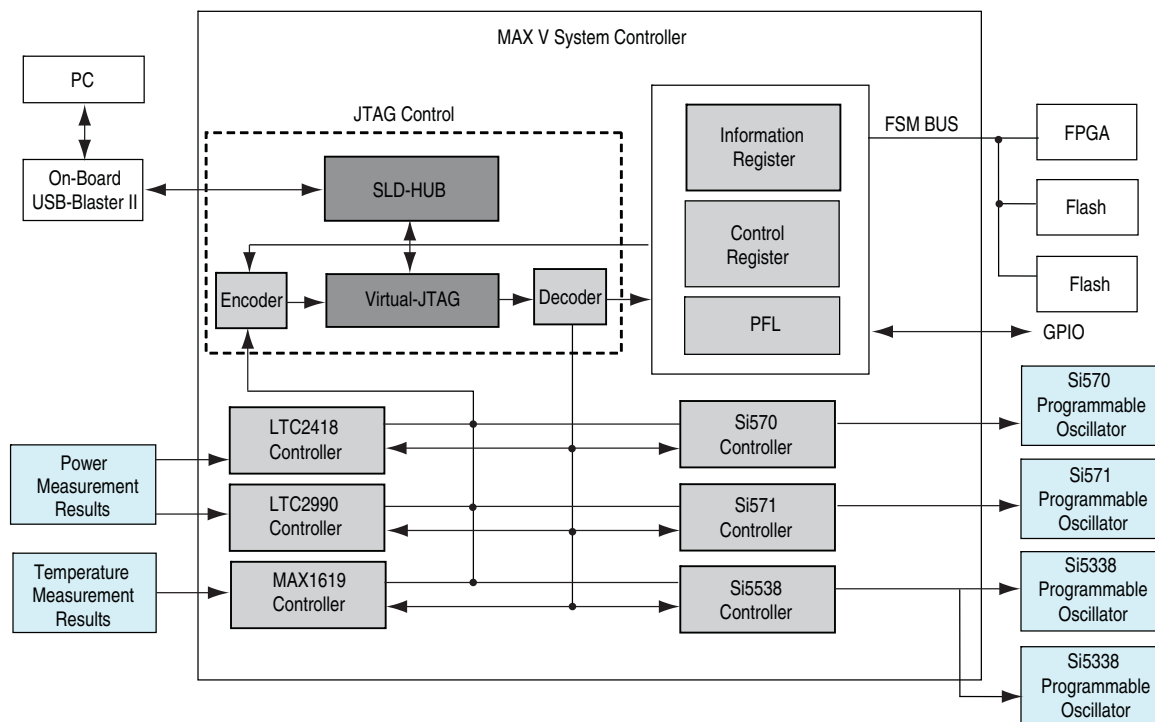 MAX V System Controller
PC
JTAG Control
On-Board
USB-Blaster II
SLD-HUB
Encoder
Virtual-JTAG
Decoder
Information
Register
Control
Register
PFL
FSM BUS
FPGA
Flash
Flash
GPIO
Power
Measurement
Results
Temperature
Measurement
Results
LTC2418
Controller
LTC2990
Controller
MAX1619
Controller
Si570
Controller
Si571
Controller
Si5538
Controller
Si570
Programmable
Oscillator
Si571
Programmable
Oscillator
Si5338
Programmable
Oscillator
Si5338
Programmable
Oscillator